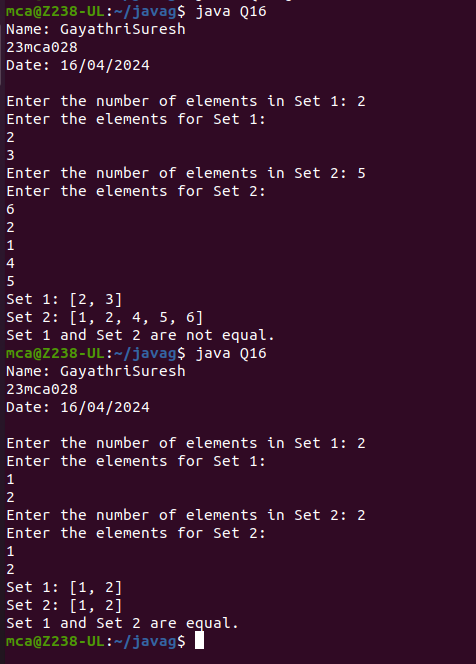 mca@Z238-UL:~/javag$ java Q16
Name: GayathriSuresh
23mca028
Date: 16/04/2024
Enter the number of elements in Set 1: 2
Enter the elements for Set 1:
2
3
Enter the number of elements in Set 2: 5
Enter the elements for Set 2:
6
2
1
4
5
Set 1: [2, 3]
Set 2: [1, 2, 4, 5, 6]
Set 1 and Set 2 are not equal.
mca@Z238-UL:~/javag$ java Q16
Name: GayathriSuresh
23mca028
Date: 16/04/2024
Enter the number of elements in Set 1: 2
Enter the elements for Set 1:
1
2
Enter the number of elements in Set 2: 2
Enter the elements for Set 2:
1
2
Set 1: [1, 2]
Set 2: [1, 2]
Set 1 and Set 2 are equal.
mca@Z238-UL:~/javag$